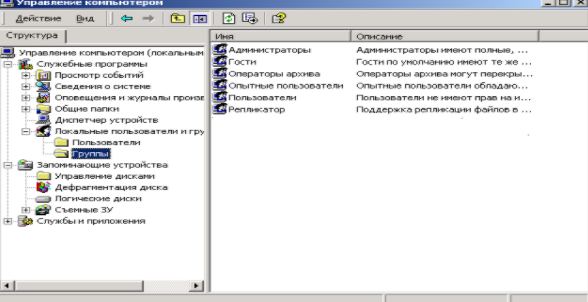 Управление компьютером
Действие Вид
Структура
Имя Описание
Управление компьютером (локальным
Служебные программы
Просмотр событий
Сведения о системе
Оповещения и журналы произв
Общие папки
Диспетчер устройств
Локальные пользователи и гру
Пользователи
Группы
Запоминающие устройства
Управление дисками
Дефрагментация диска
Логические диски
Съемные ЗУ
Службы и приложения
Администраторы Администраторы имеют полные, ...
Гости Гости по умолчанию имеют те же ...
Операторы архива Операторы архива могут перекры...
Опытные пользователи Опытные пользователи обладаю...
Пользователи Пользователи не имеют прав на и...
Репликатор Поддержка репликации файлов в ...